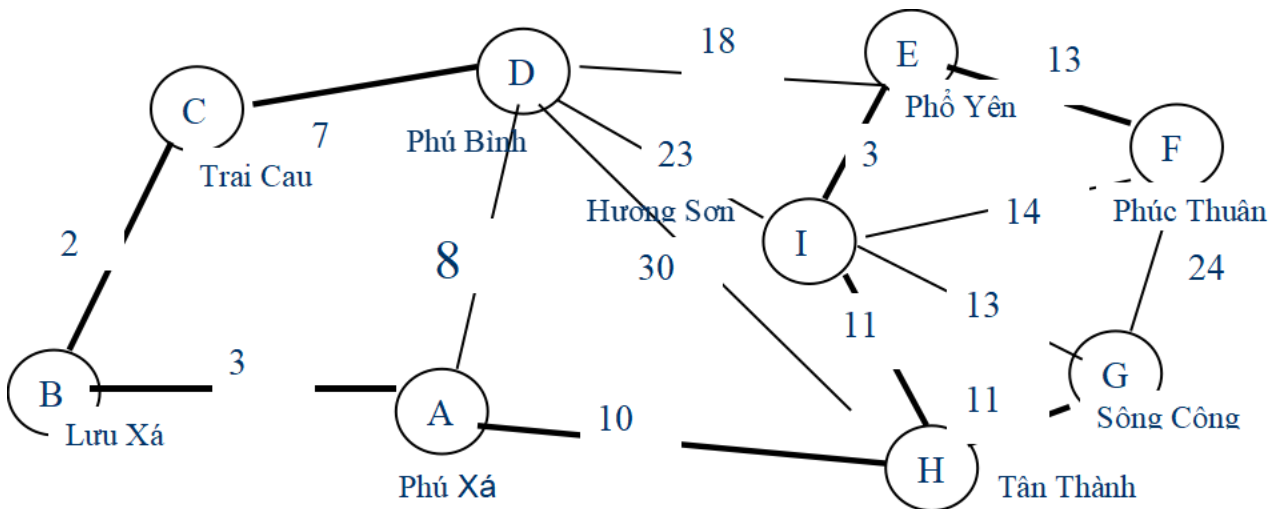 18
E
13
D
Phổ Yên
C
7
Phú Bình
F
Trai Cau
23
3
Hương Sơn
14
Phúc Thuân
2
I
8
30
24
13
11
3
G
B
11
Sông Công
Lưu Xá
A
10
H
Phú Xá
Tân Thành